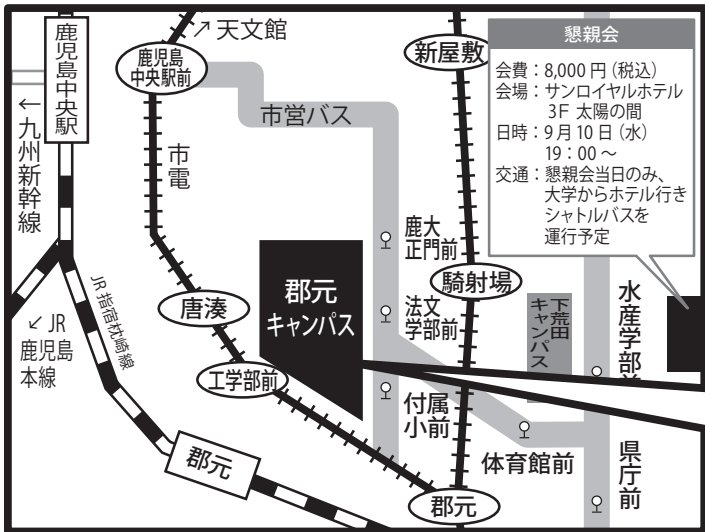 ↗ 天文館
鹿児島中央駅
鹿児島
中央駅前
新屋敷
懇親会
会費：8,000 円 (税込)
会場：サンロイヤルホテル
3F 太陽の間
日時：9 月 10 日 (水)
19：00 ～
交通：懇親会当日のみ、
大学からホテル行き
シャトルバスを
運行予定
市営バス
← 九州新幹線
市電
鹿大
正門前
騎射場
郡元
キャンパス
法文
学部前
下荒田
キャンパス
水産学部前
唐湊
JR 指宿枕崎線
↙ JR
鹿児島
本線
工学部前
付属
小前
体育館前
県庁前
郡元
郡元